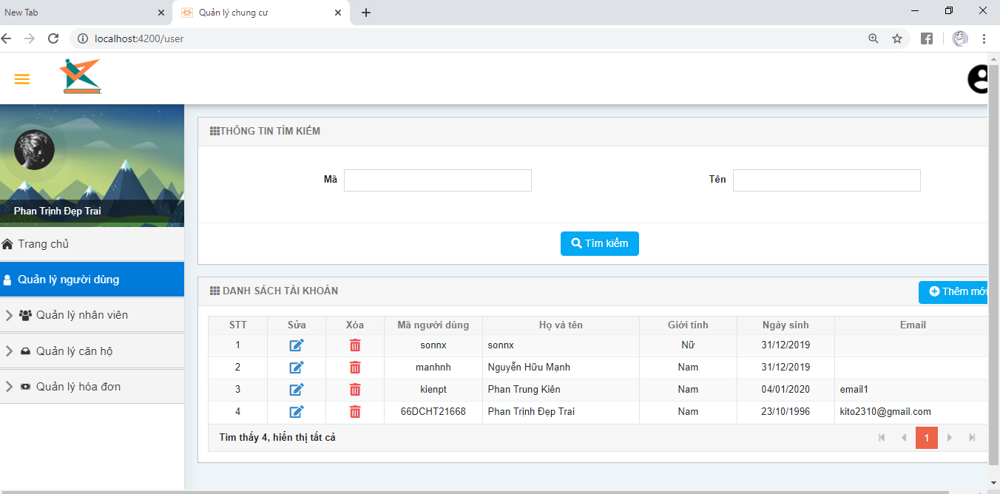 New Tab
Quản lý chung cư
localhost:4200/user
THÔNG TIN TÌM KIẾM
Mã
Tên
Phan Trịnh Đẹp Trai
Trang chủ
Tìm kiếm
Quản lý người dùng
DANH SÁCH TÀI KHOẢN
Thêm mới
Quản lý nhân viên
Quản lý căn hộ
Quản lý hóa đơn
STT Sửa Xóa Mã người dùng Họ và tên Giới tính Ngày sinh Email
1 sonnx sonnx Nữ 31/12/2019
2 manhnh Nguyễn Hữu Mạnh Nam 31/12/2019
3 kienpt Phan Trung Kiên Nam 04/01/2020 email1
4 66DCHT21668 Phan Trịnh Đẹp Trai Nam 23/10/1996 kito2310@gmail.com
Tìm thấy 4, hiển thị tất cả
1